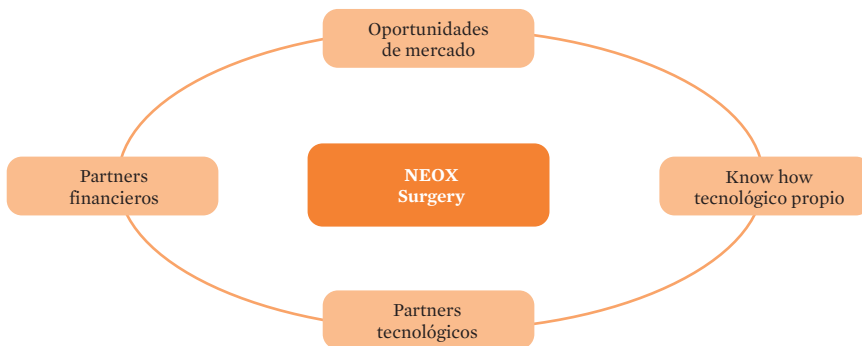 Oportunidades
de mercado
Partners
financieros
NEOX
Surgery
Know how
tecnológico propio
Partners
tecnológicos